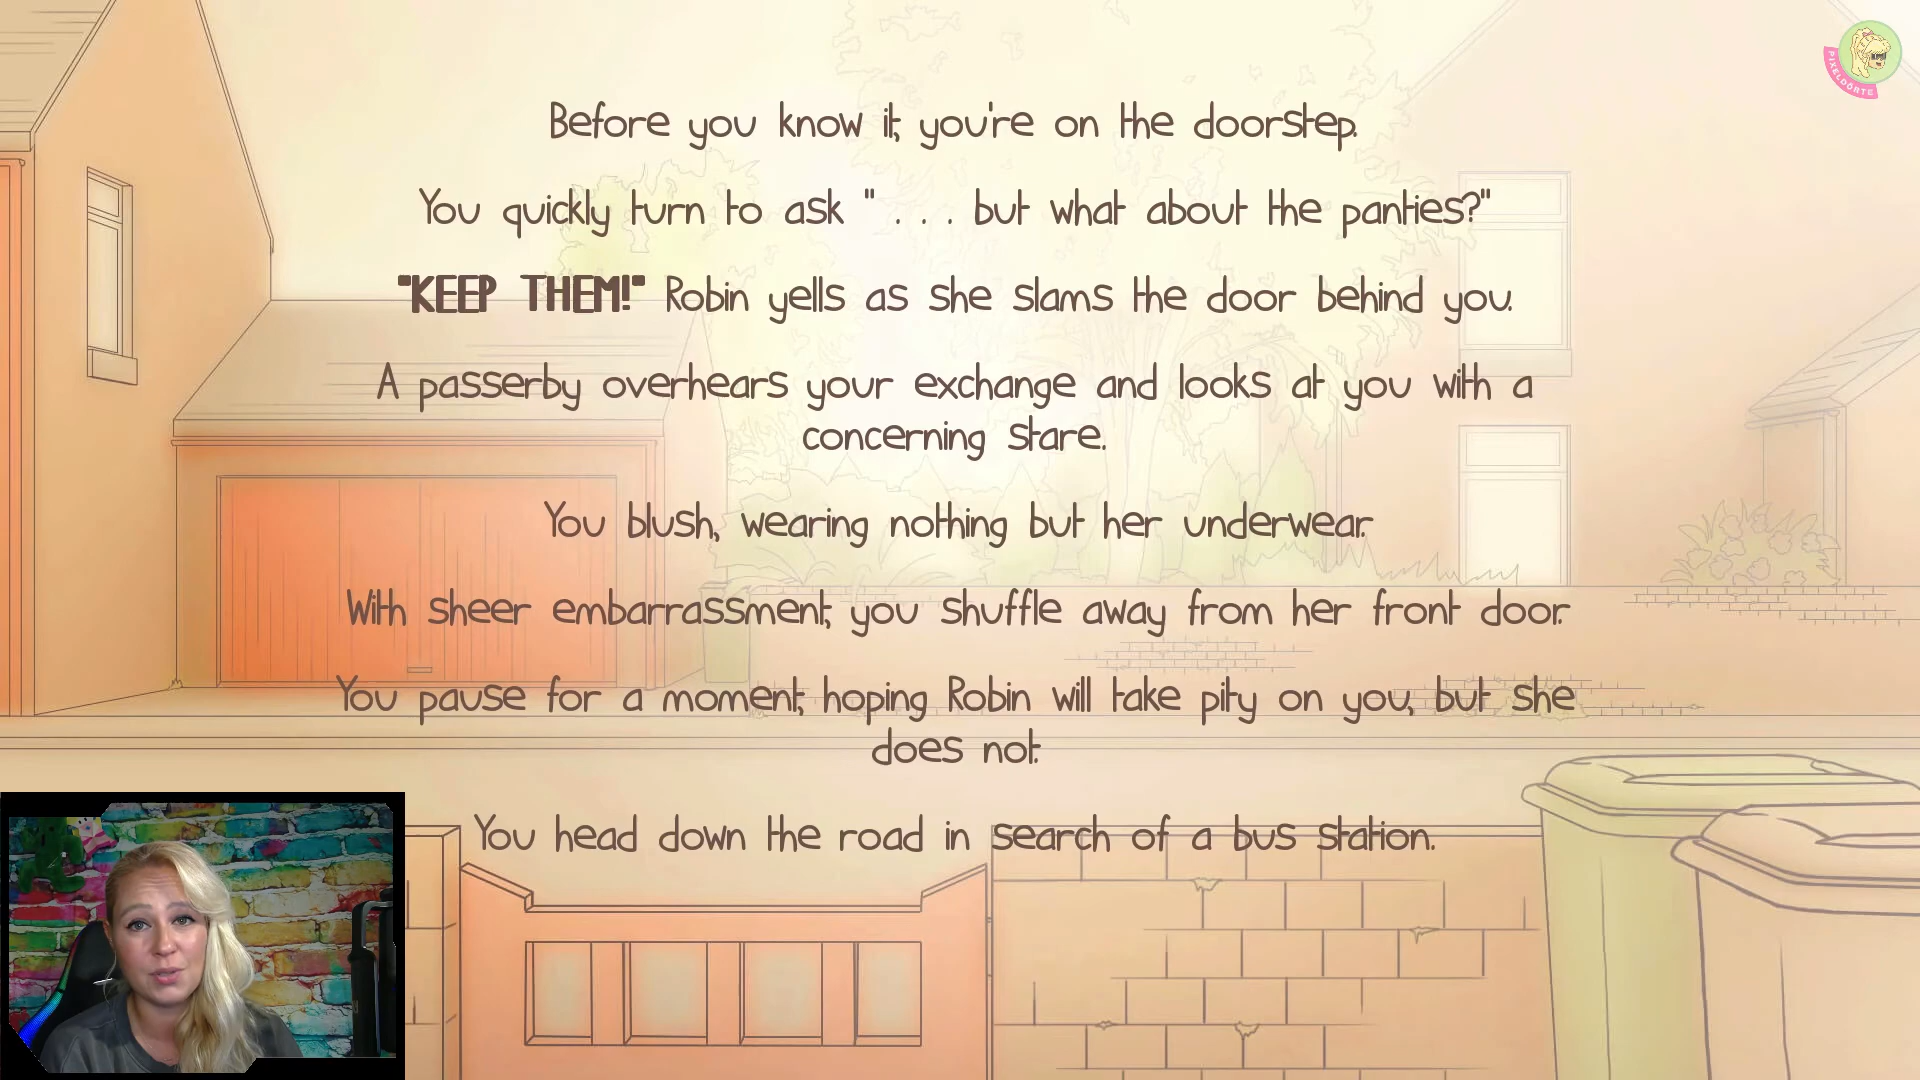 PIXELDÖRTE
Before you know it, you're on the doorstep.
You quickly turn to ask " . . . but what about the panties?"
"KEEP THEM!" Robin yells as she slams the door behind you.
A passerby overhears your exchange and looks at you with a
concerning stare.
You blush, wearing nothing but her underwear.
With sheer embarrassment, you shuffle away from her front door.
You pause for a moment, hoping Robin will take pity on you, but she
does not.
You head down the road in search of a bus station.